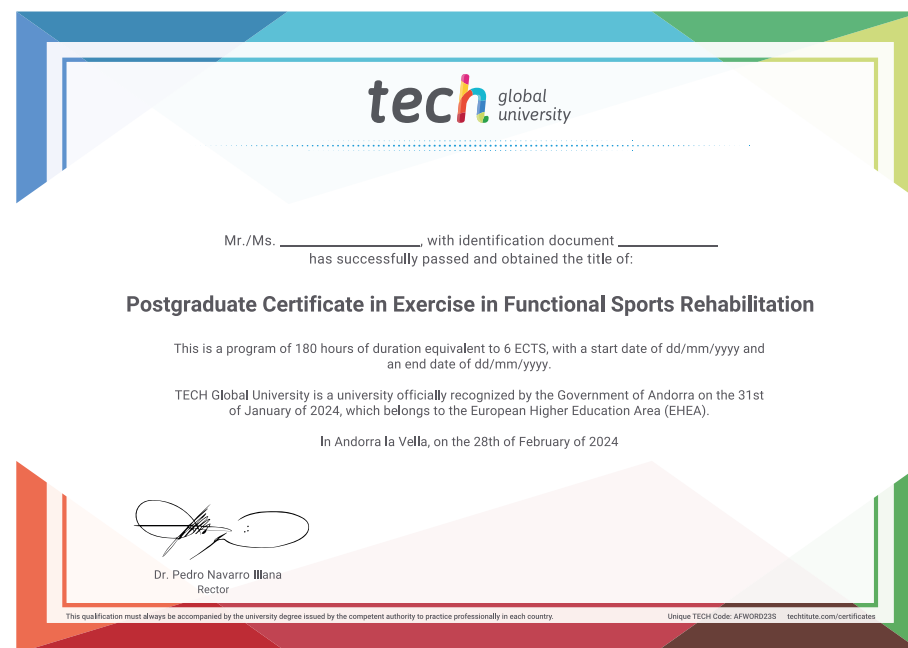 tech global university
Mr./Ms. ____________________, with identification document ______________
has successfully passed and obtained the title of:
Postgraduate Certificate in Exercise in Functional Sports Rehabilitation
This is a program of 180 hours of duration equivalent to 6 ECTS, with a start date of dd/mm/yyyy and
an end date of dd/mm/yyyy.
TECH Global University is a university officially recognized by the Government of Andorra on the 31st
of January of 2024, which belongs to the European Higher Education Area (EHEA).
In Andorra la Vella, on the 28th of February of 2024
Dr. Pedro Navarro Illana
Rector
This qualification must always be accompanied by the university degree issued by the competent authority to practice professionally in each country. Unique TECH Code: AFWORD23S techtitute.com/certificates